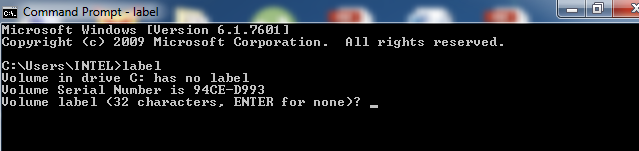 Command Prompt - label
Microsoft Windows [Version 6.1.7601]
Copyright (c) 2009 Microsoft Corporation.  All rights reserved.
C:\Users\INTEL>label
Volume in drive C: has no label
Volume Serial Number is 94CE-D993
Volume label (32 characters, ENTER for none)? _